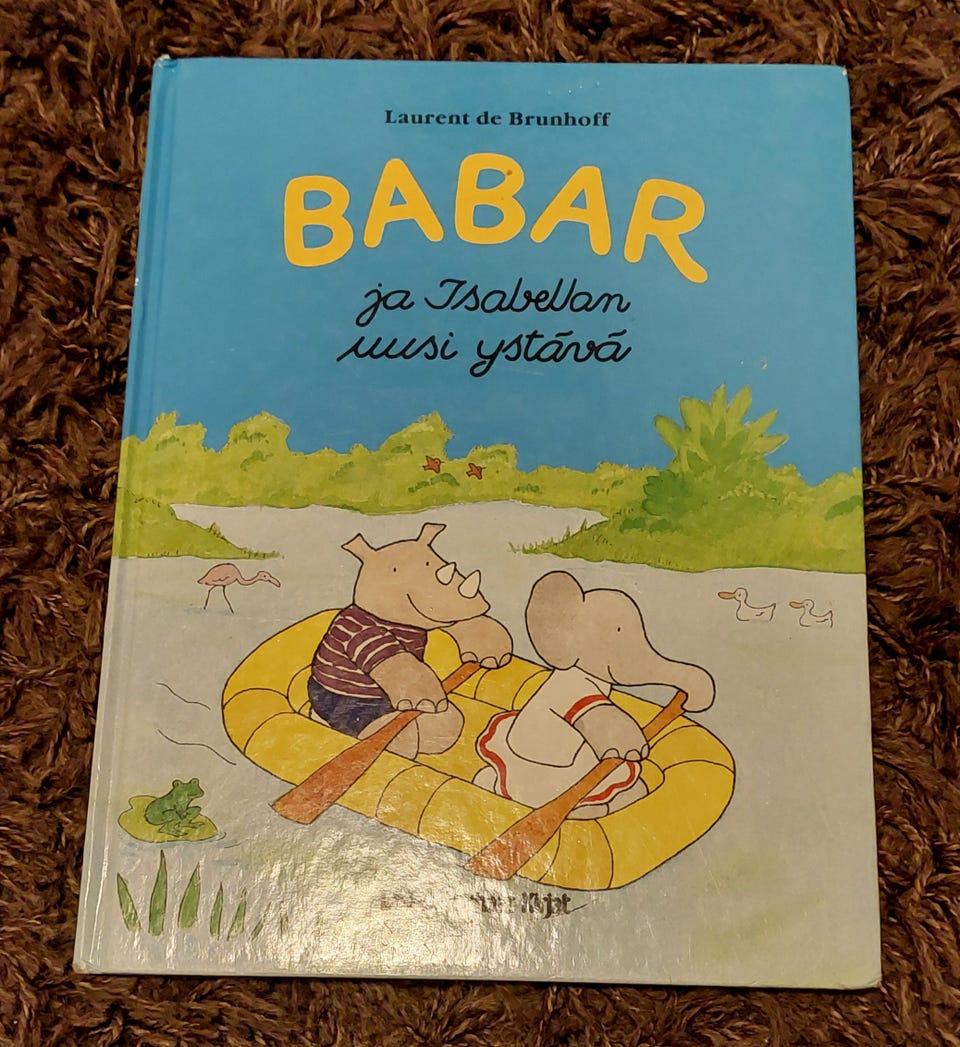 Laurent de Brunhoff
BABAR
ja Isabellan
uusi ystävä